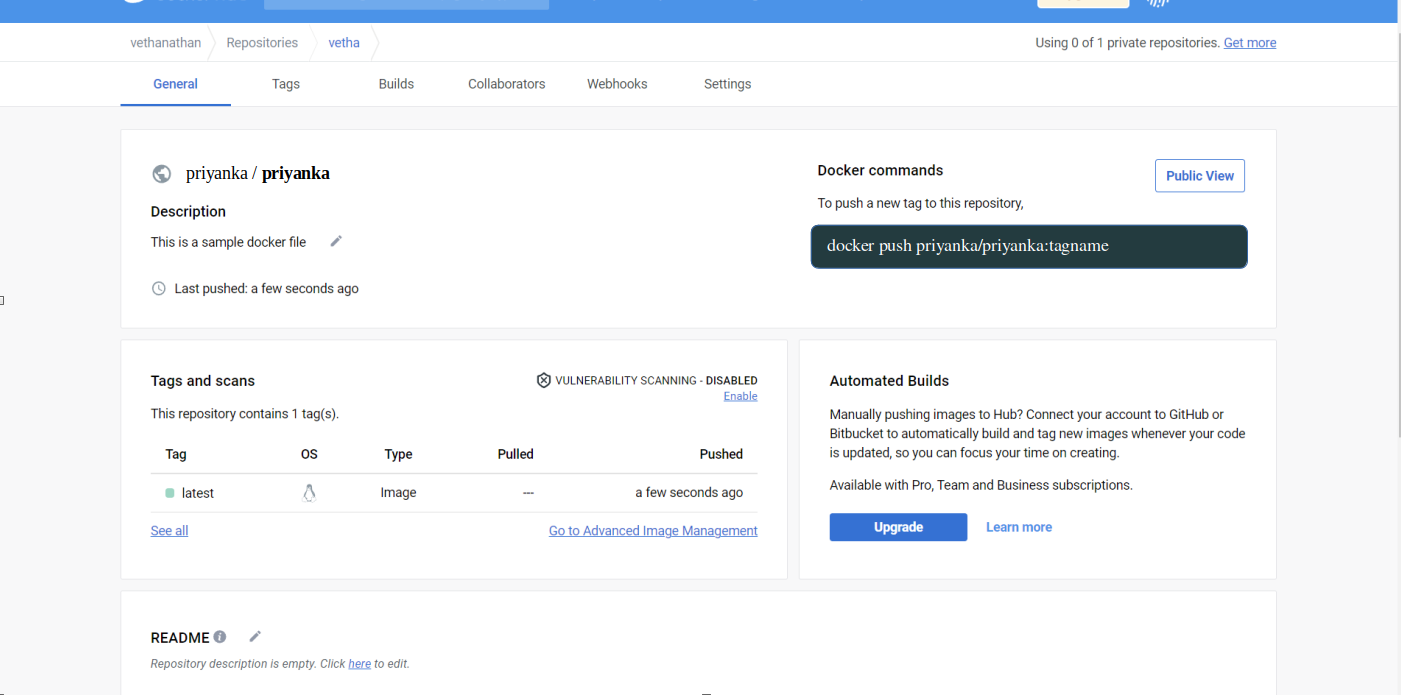 vethanathan Repositories vetha Using 0 of 1 private repositories. Get more
General Tags Builds Collaborators Webhooks Settings
priyanka / priyanka
Description
This is a sample docker file
Last pushed: a few seconds ago
Docker commands
Public View
To push a new tag to this repository,
docker push priyanka/priyanka:tagname
Tags and scans
VULNERABILITY SCANNING - DISABLED
Enable
This repository contains 1 tag(s).
Tag OS Type Pulled Pushed
latest Image --- a few seconds ago
See all Go to Advanced Image Management
Automated Builds
Manually pushing images to Hub? Connect your account to GitHub or
Bitbucket to automatically build and tag new images whenever your code
is updated, so you can focus your time on creating.
Available with Pro, Team and Business subscriptions.
Upgrade Learn more
README
Repository description is empty. Click here to edit.